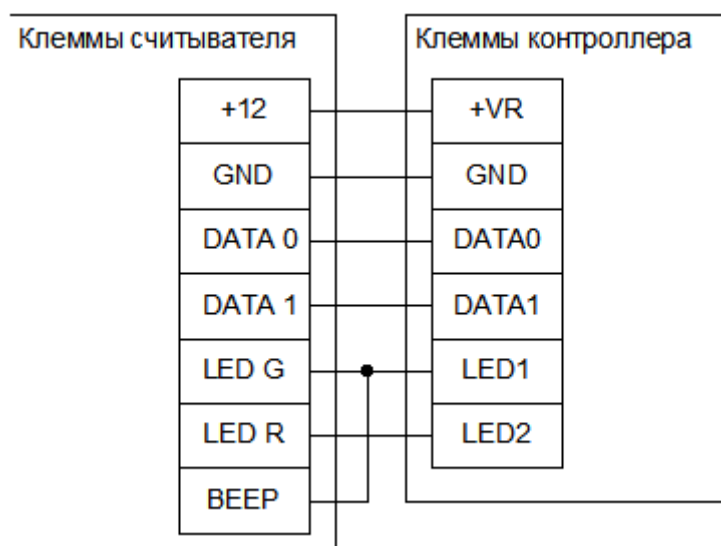 Клеммы считывателя
Клеммы контроллера
+12
+VR
GND
GND
DATA 0
DATA0
DATA 1
DATA1
LED G
LED1
LED R
LED2
BEEP